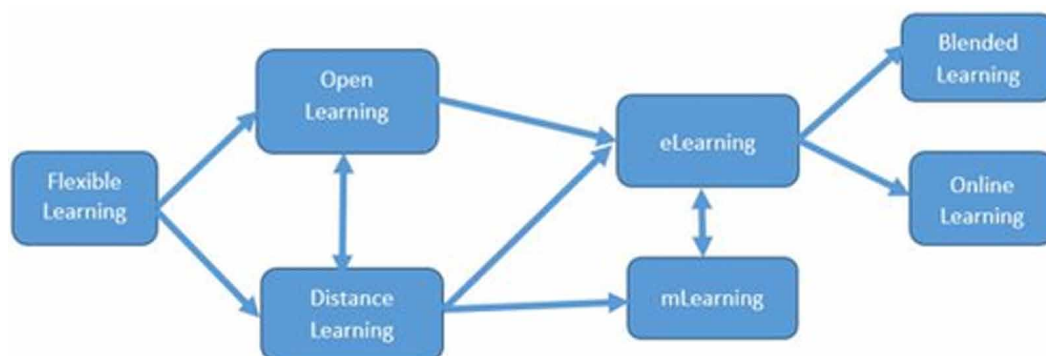 Flexible
Learning
Open
Learning
Distance
Learning
eLearning
mLearning
Blended
Learning
Online
Learning